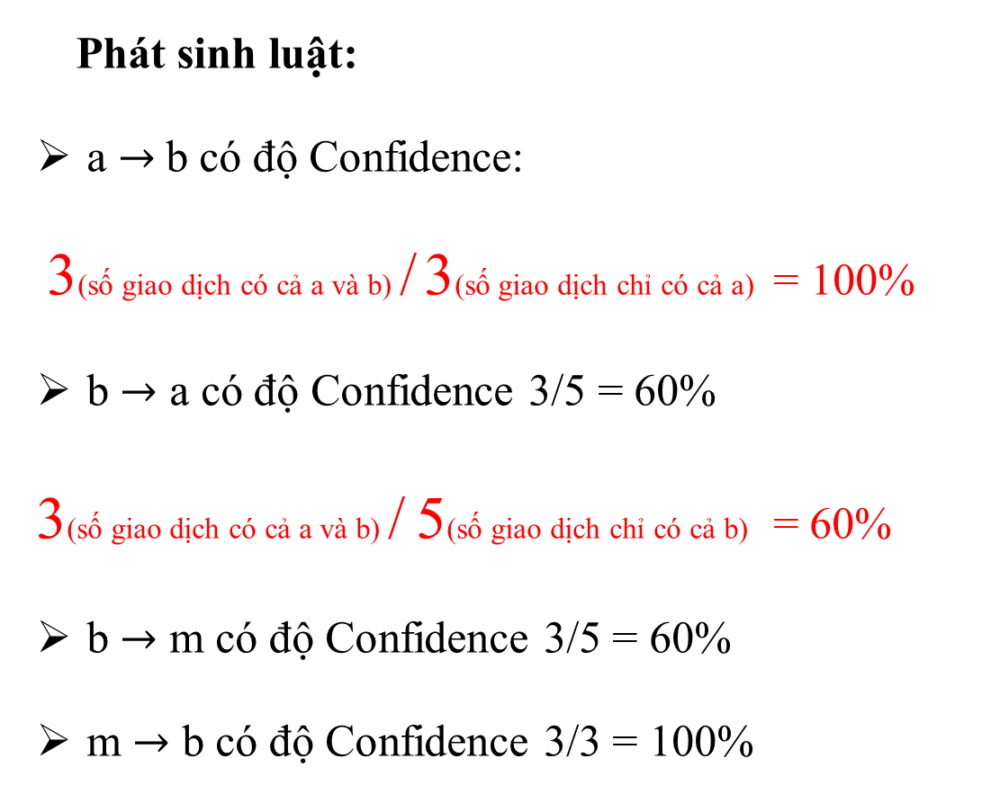 Phát sinh luật:
➢ a → b có độ Confidence:
3(số giao dịch có cả a và b) / 3(số giao dịch chỉ có cả a) = 100%
➢ b → a có độ Confidence 3/5 = 60%
3(số giao dịch có cả a và b) / 5(số giao dịch chỉ có cả b) = 60%
➢ b → m có độ Confidence 3/5 = 60%
➢ m → b có độ Confidence 3/3 = 100%